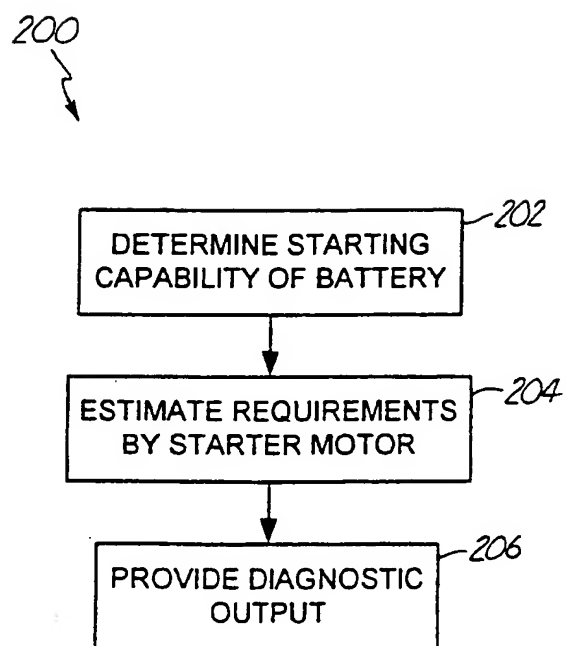 200
202
DETERMINE STARTING
CAPABILITY OF BATTERY
204
ESTIMATE REQUIREMENTS
BY STARTER MOTOR
206
PROVIDE DIAGNOSTIC
OUTPUT